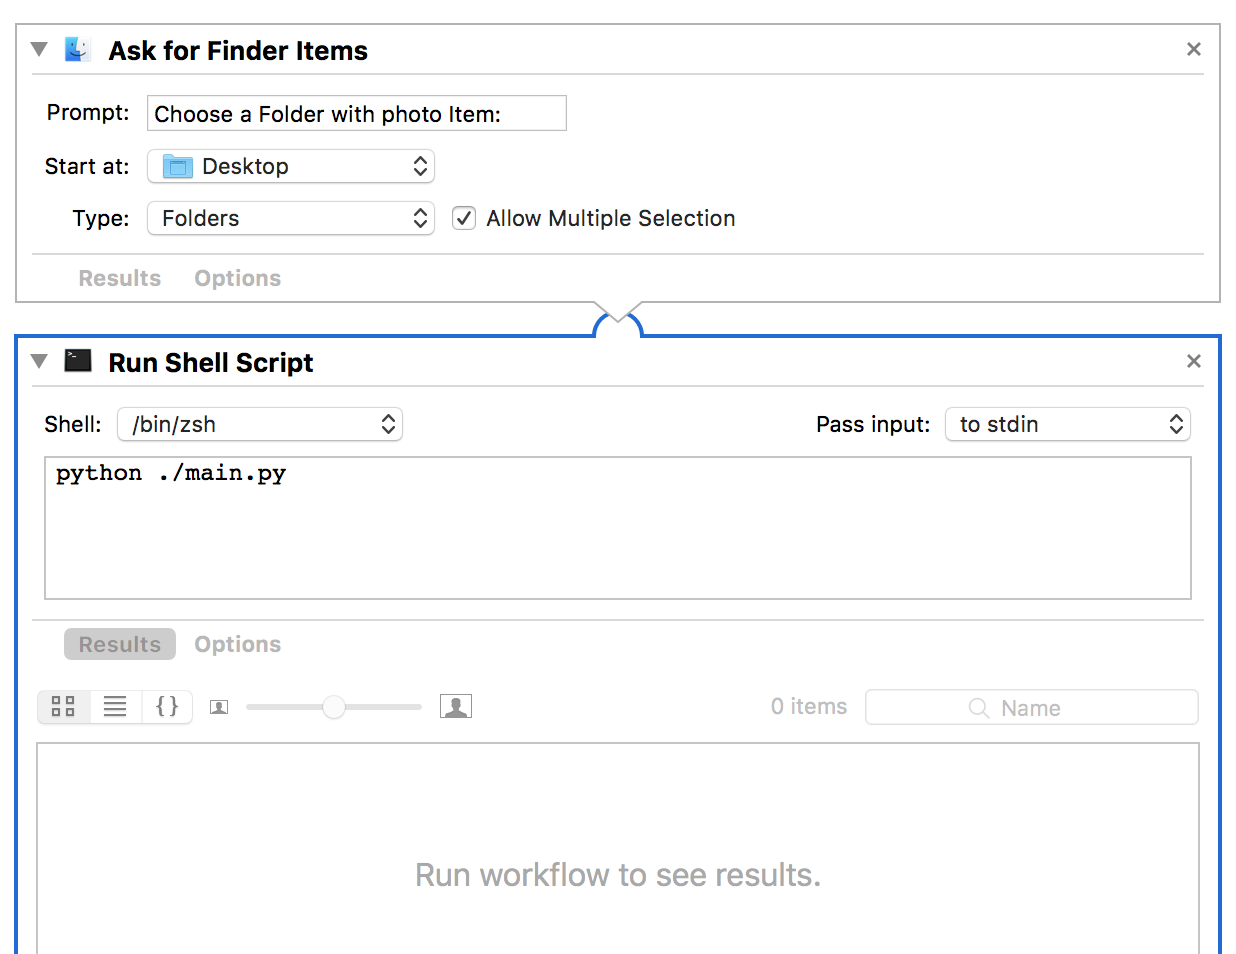 Ask for Finder Items
Prompt: Choose a Folder with photo Item:
Start at: Desktop
Type: Folders Allow Multiple Selection
Results Options
Run Shell Script
Shell: /bin/zsh Pass input: to stdin
python ./main.py
Results Options
0 items Name
Run workflow to see results.